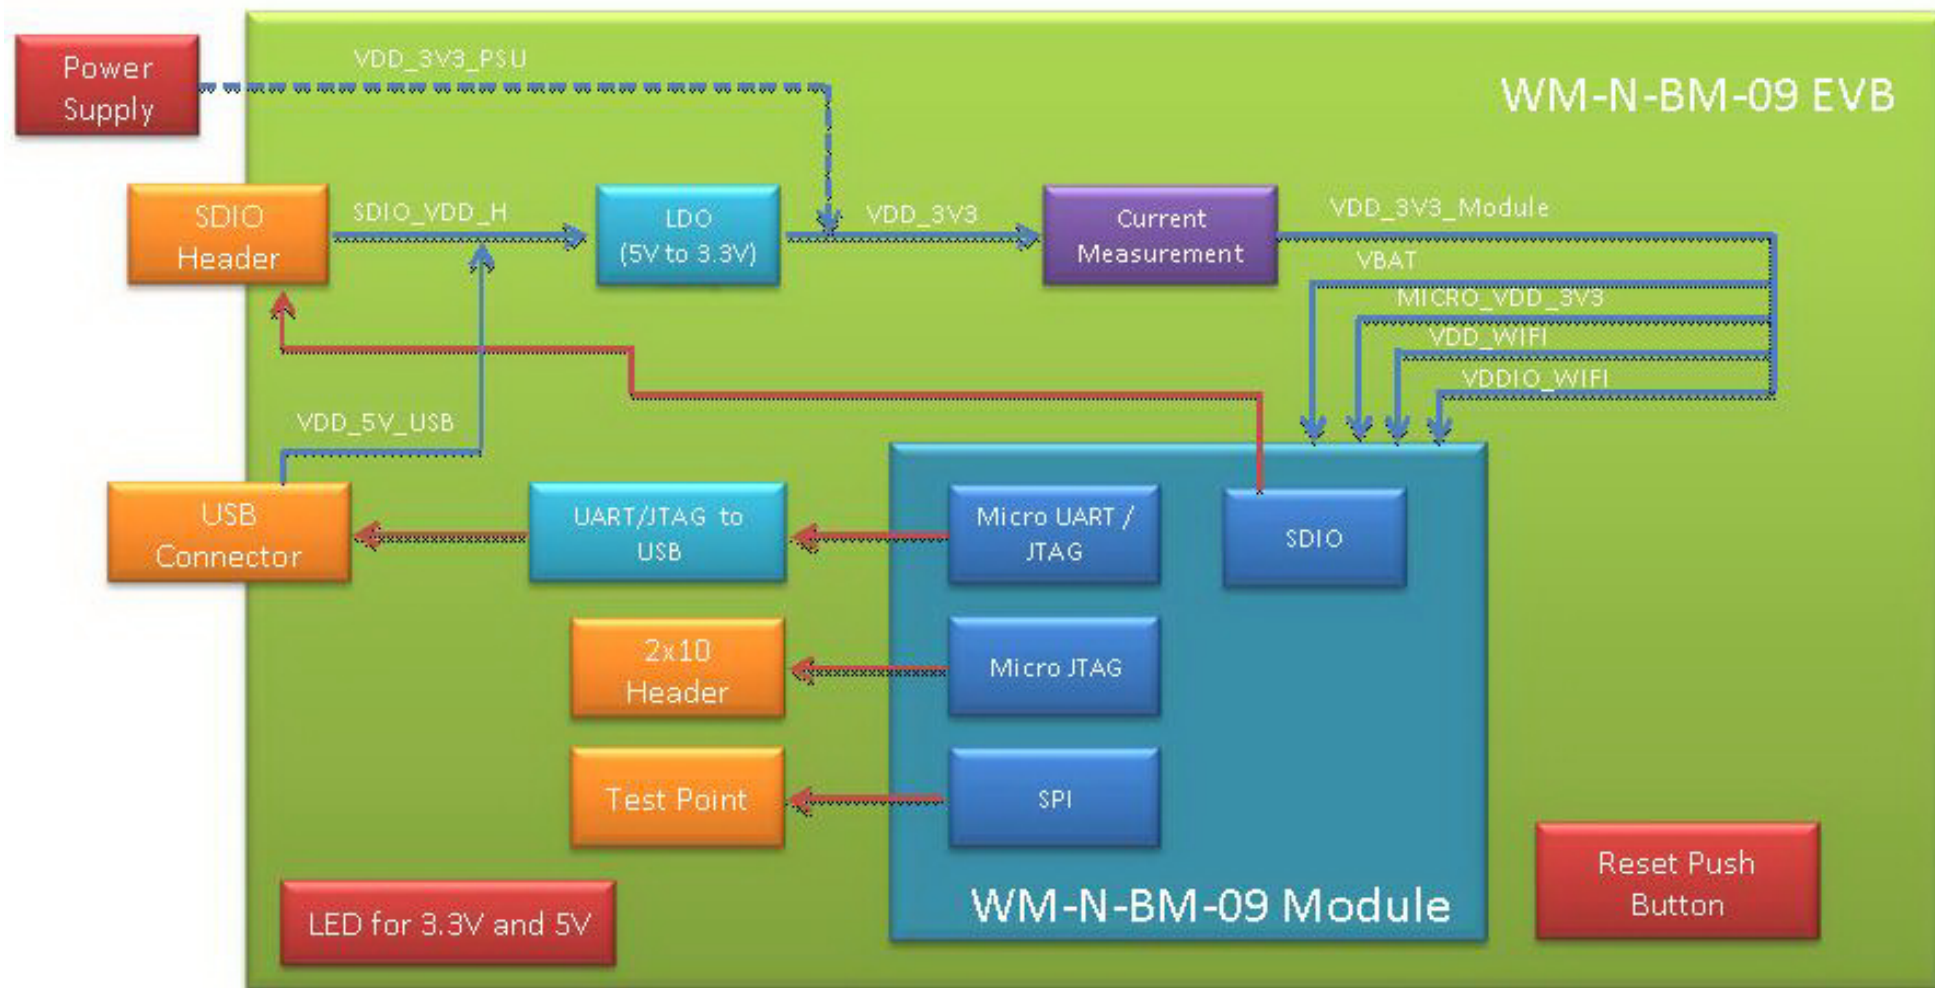 Power
Supply
VDD_3V3_PSU
WM-N-BM-09 EVB
SDIO
Header
SDIO_VDD_H
LDO
(5V to 3.3V)
VDD_3V3
Current
Measurement
VDD_3V3_Module
VBAT
MICRO_VDD_3V3
VDD_WIFI
VDDIO_WIFI
VDD_5V_USB
USB
Connector
UART/JTAG to
USB
Micro UART /
JTAG
SDIO
2x10
Header
Micro JTAG
Test Point
SPI
Reset Push
Button
WM-N-BM-09 Module
LED for 3.3V and 5V